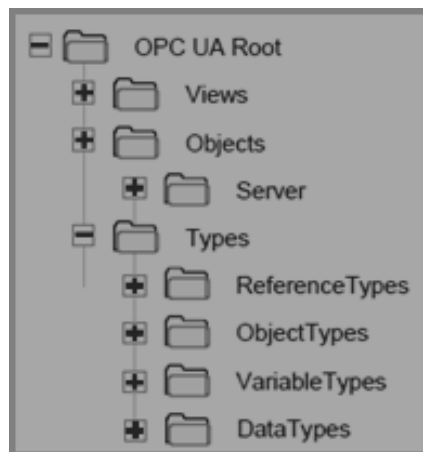 OPC UA Root
Views
Objects
Server
Types
ReferenceTypes
ObjectTypes
VariableTypes
DataTypes